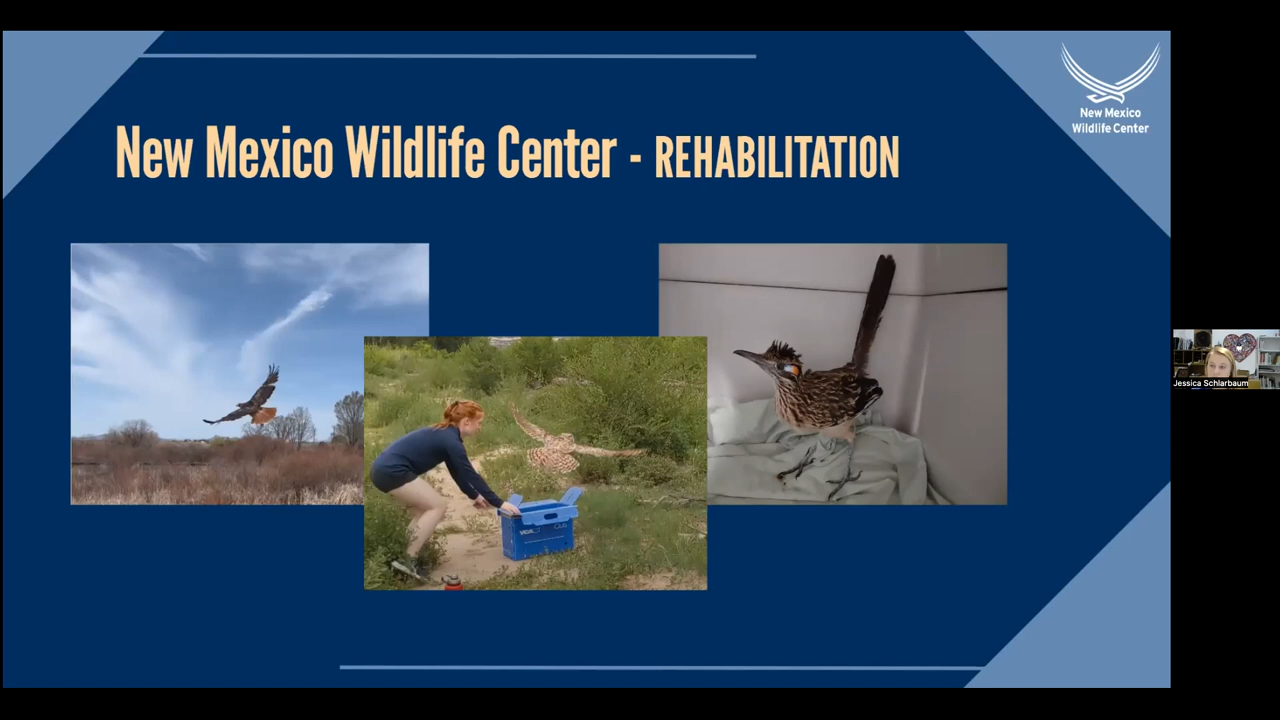 New Mexico
Wildlife Center
New Mexico Wildlife Center - REHABILITATION
Jessica Schlarbaum